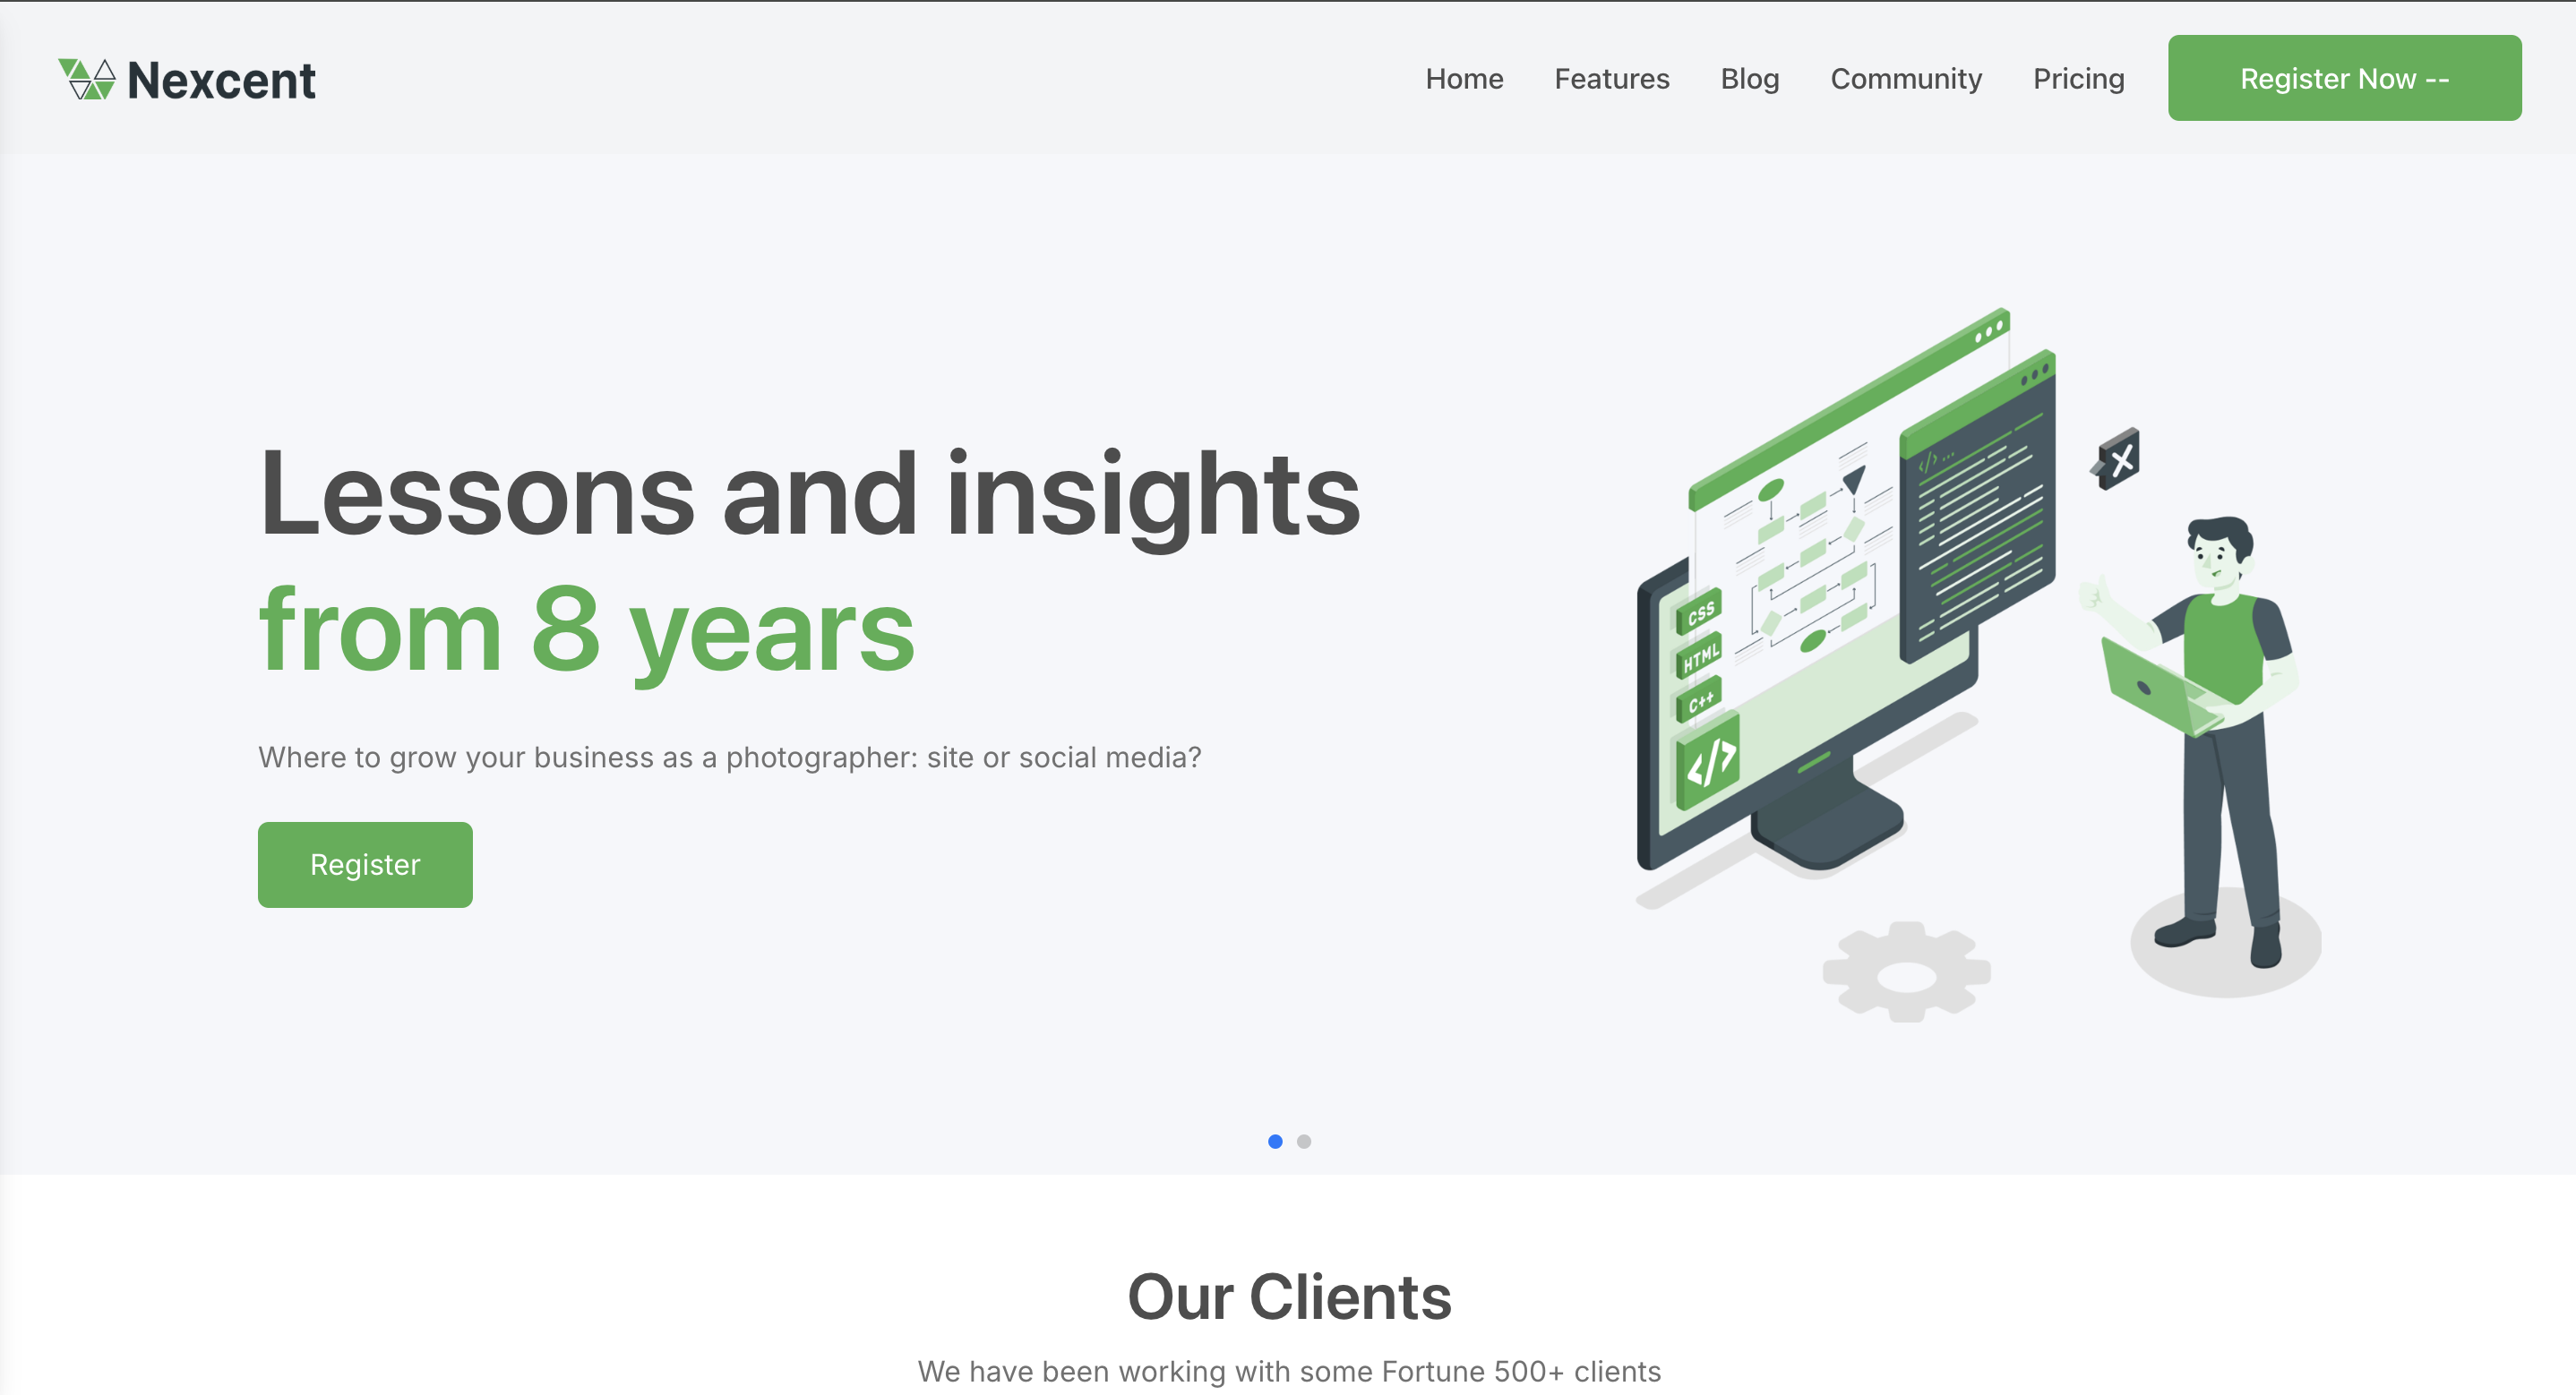 Nexcent
Home Features Blog Community Pricing Register Now --
Lessons and insights
from 8 years
Where to grow your business as a photographer: site or social media?
Register
</> ...
CSS
HTML
C++
</>
Our Clients
We have been working with some Fortune 500+ clients